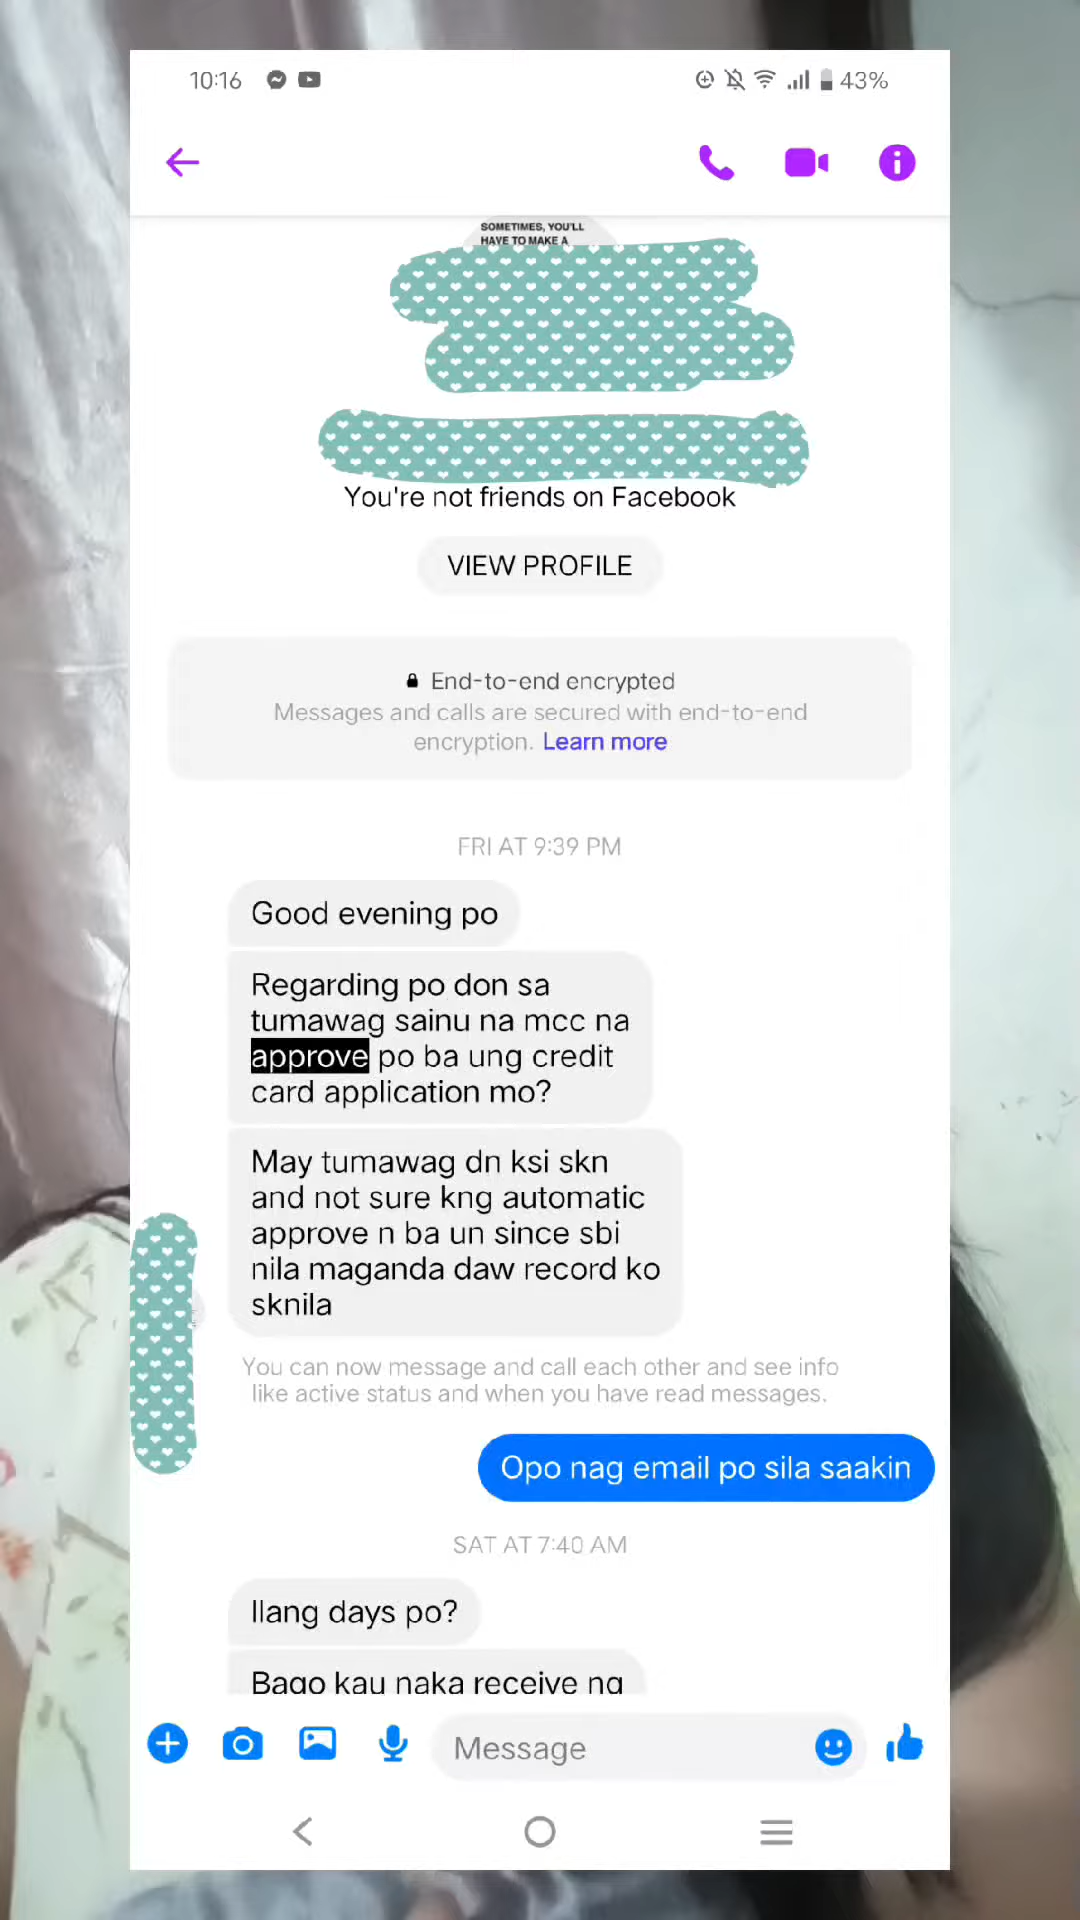 10:16
43%
SOMETIMES, YOU'LL
HAVE TO MAKE A
You're not friends on Facebook
VIEW PROFILE
End-to-end encrypted
Messages and calls are secured with end-to-end
encryption. Learn more
FRI AT 9:39 PM
Good evening po
Regarding po don sa
tumawag sainu na mcc na
approve po ba ung credit
card application mo?
May tumawag dn ksi skn
and not sure kng automatic
approve n ba un since sbi
nila maganda daw record ko
sknila
You can now message and call each other and see info
like active status and when you have read messages.
Opo nag email po sila saakin
SAT AT 7:40 AM
Ilang days po?
Bago kau naka receive ng
Message